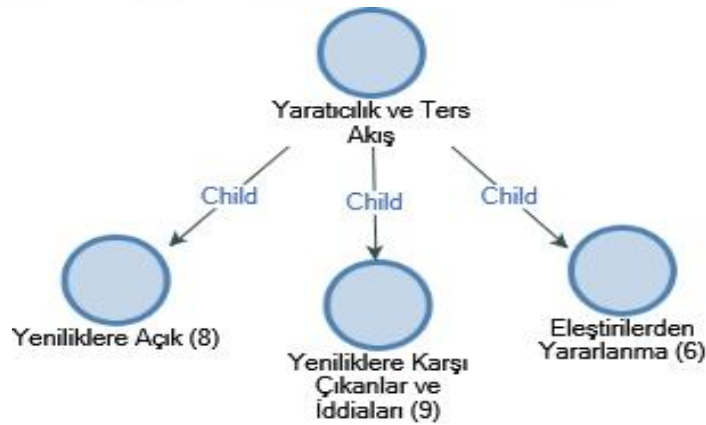 Yaratıcılık ve Ters
Akış
Child
Child
Child
Yeniliklere Açık (8)
Yeniliklere Karşı
Çıkanlar ve
İddiaları (9)
Eleştirilerden
Yararlanma (6)